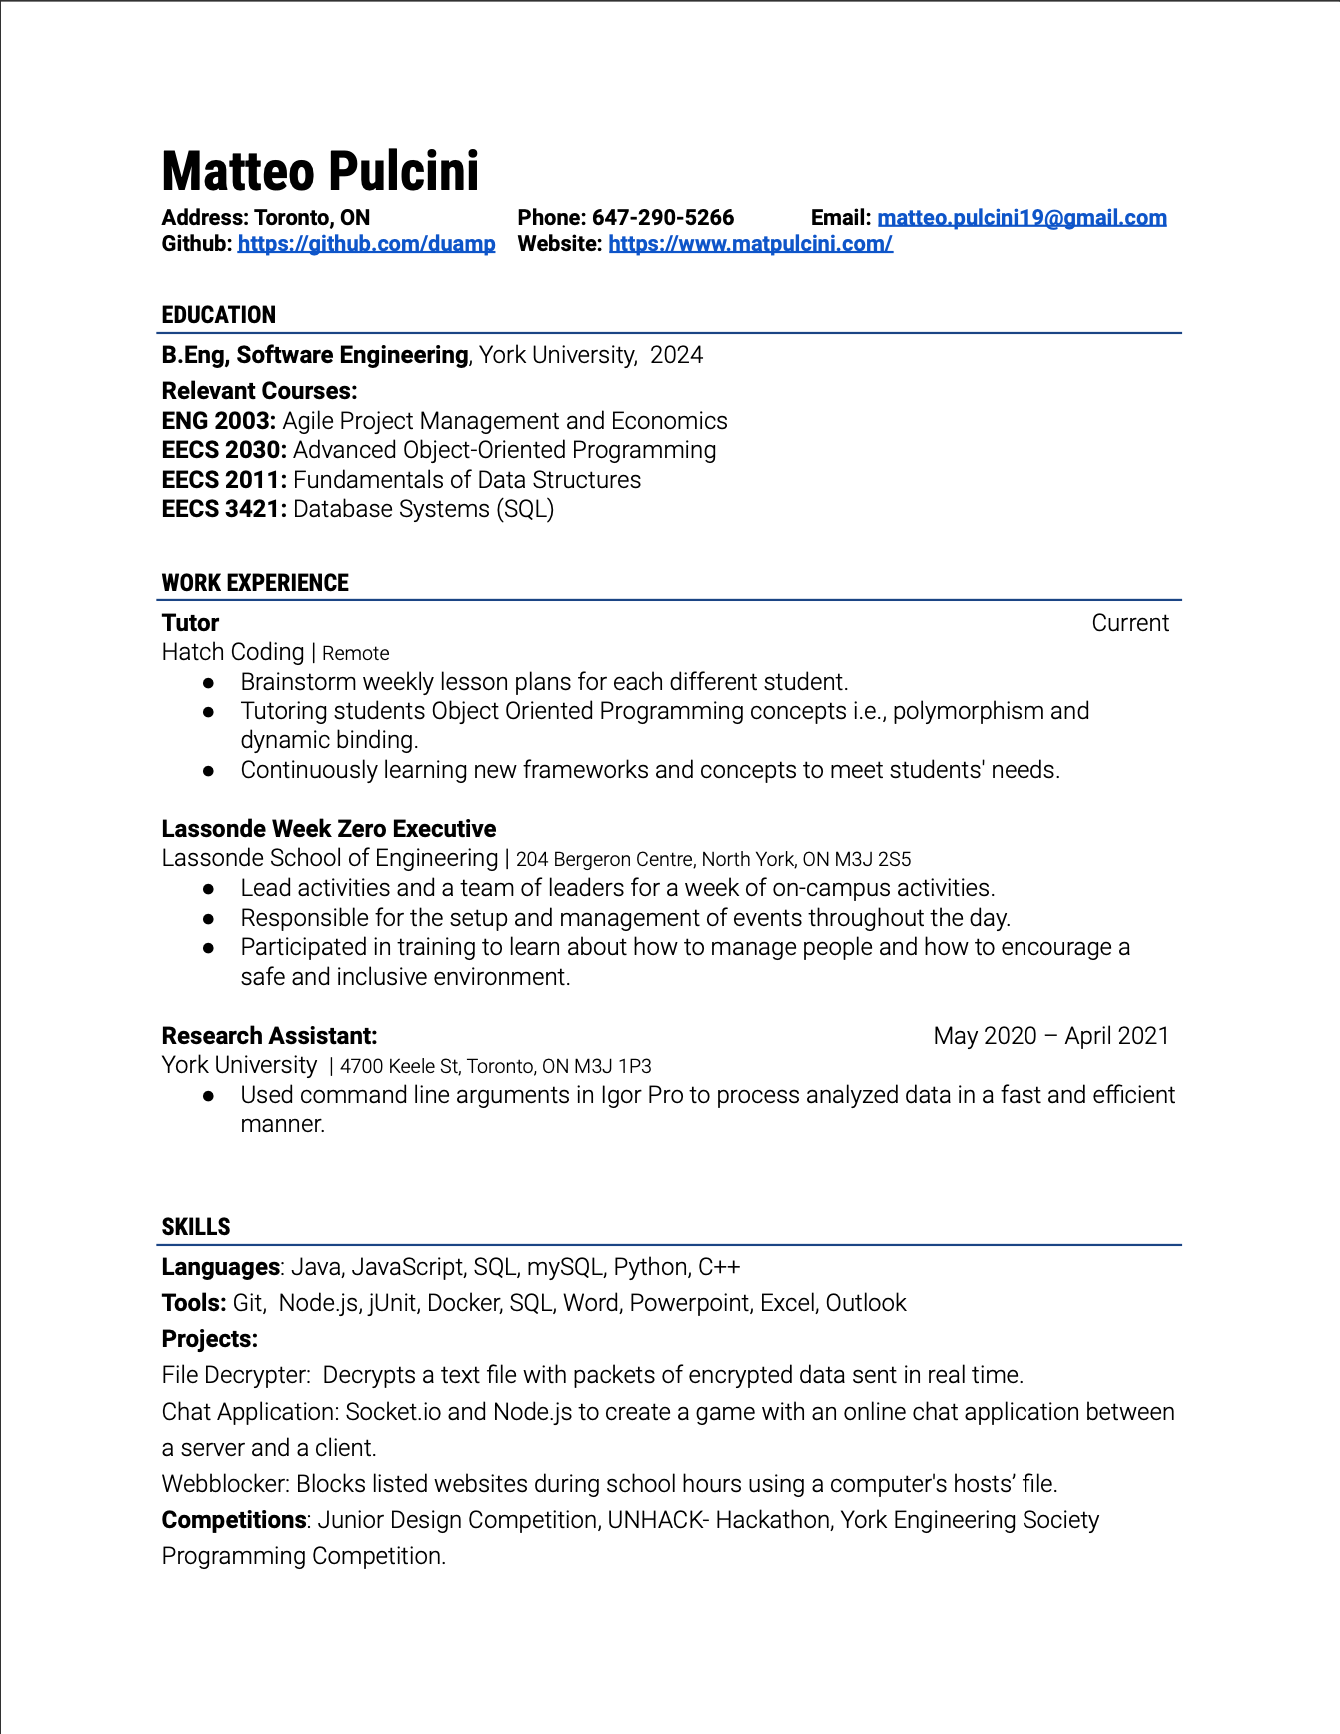 Matteo Pulcini
Address: Toronto, ON Phone: 647-290-5266 Email: matteo.pulcini19@gmail.com
Github: https://github.com/duamp Website: https://www.matpulcini.com/
EDUCATION
B.Eng, Software Engineering, York University,  2024
Relevant Courses:
ENG 2003: Agile Project Management and Economics
EECS 2030: Advanced Object-Oriented Programming
EECS 2011: Fundamentals of Data Structures
EECS 3421: Database Systems (SQL)
WORK EXPERIENCE
Tutor Current
Hatch Coding | Remote
● Brainstorm weekly lesson plans for each different student.
● Tutoring students Object Oriented Programming concepts i.e., polymorphism and
dynamic binding.
● Continuously learning new frameworks and concepts to meet students' needs.
Lassonde Week Zero Executive
Lassonde School of Engineering | 204 Bergeron Centre, North York, ON M3J 2S5
● Lead activities and a team of leaders for a week of on-campus activities.
● Responsible for the setup and management of events throughout the day.
● Participated in training to learn about how to manage people and how to encourage a
safe and inclusive environment.
Research Assistant: May 2020 – April 2021
York University  | 4700 Keele St, Toronto, ON M3J 1P3
● Used command line arguments in Igor Pro to process analyzed data in a fast and efficient
manner.
SKILLS
Languages: Java, JavaScript, SQL, mySQL, Python, C++
Tools: Git,  Node.js, jUnit, Docker, SQL, Word, Powerpoint, Excel, Outlook
Projects:
File Decrypter:  Decrypts a text file with packets of encrypted data sent in real time.
Chat Application: Socket.io and Node.js to create a game with an online chat application between
a server and a client.
Webblocker: Blocks listed websites during school hours using a computer's hosts’ file.
Competitions: Junior Design Competition, UNHACK- Hackathon, York Engineering Society
Programming Competition.